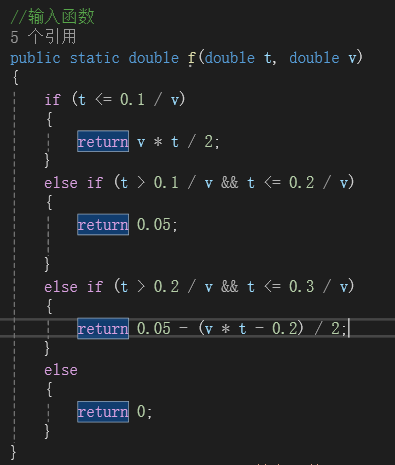 //输入函数
5 个引用
public static double f(double t, double v)
{
if (t <= 0.1 / v)
{
return v * t / 2;
}
else if (t > 0.1 / v && t <= 0.2 / v)
{
return 0.05;
}
else if (t > 0.2 / v && t <= 0.3 / v)
{
return 0.05 - (v * t - 0.2) / 2;
}
else
{
return 0;
}
}